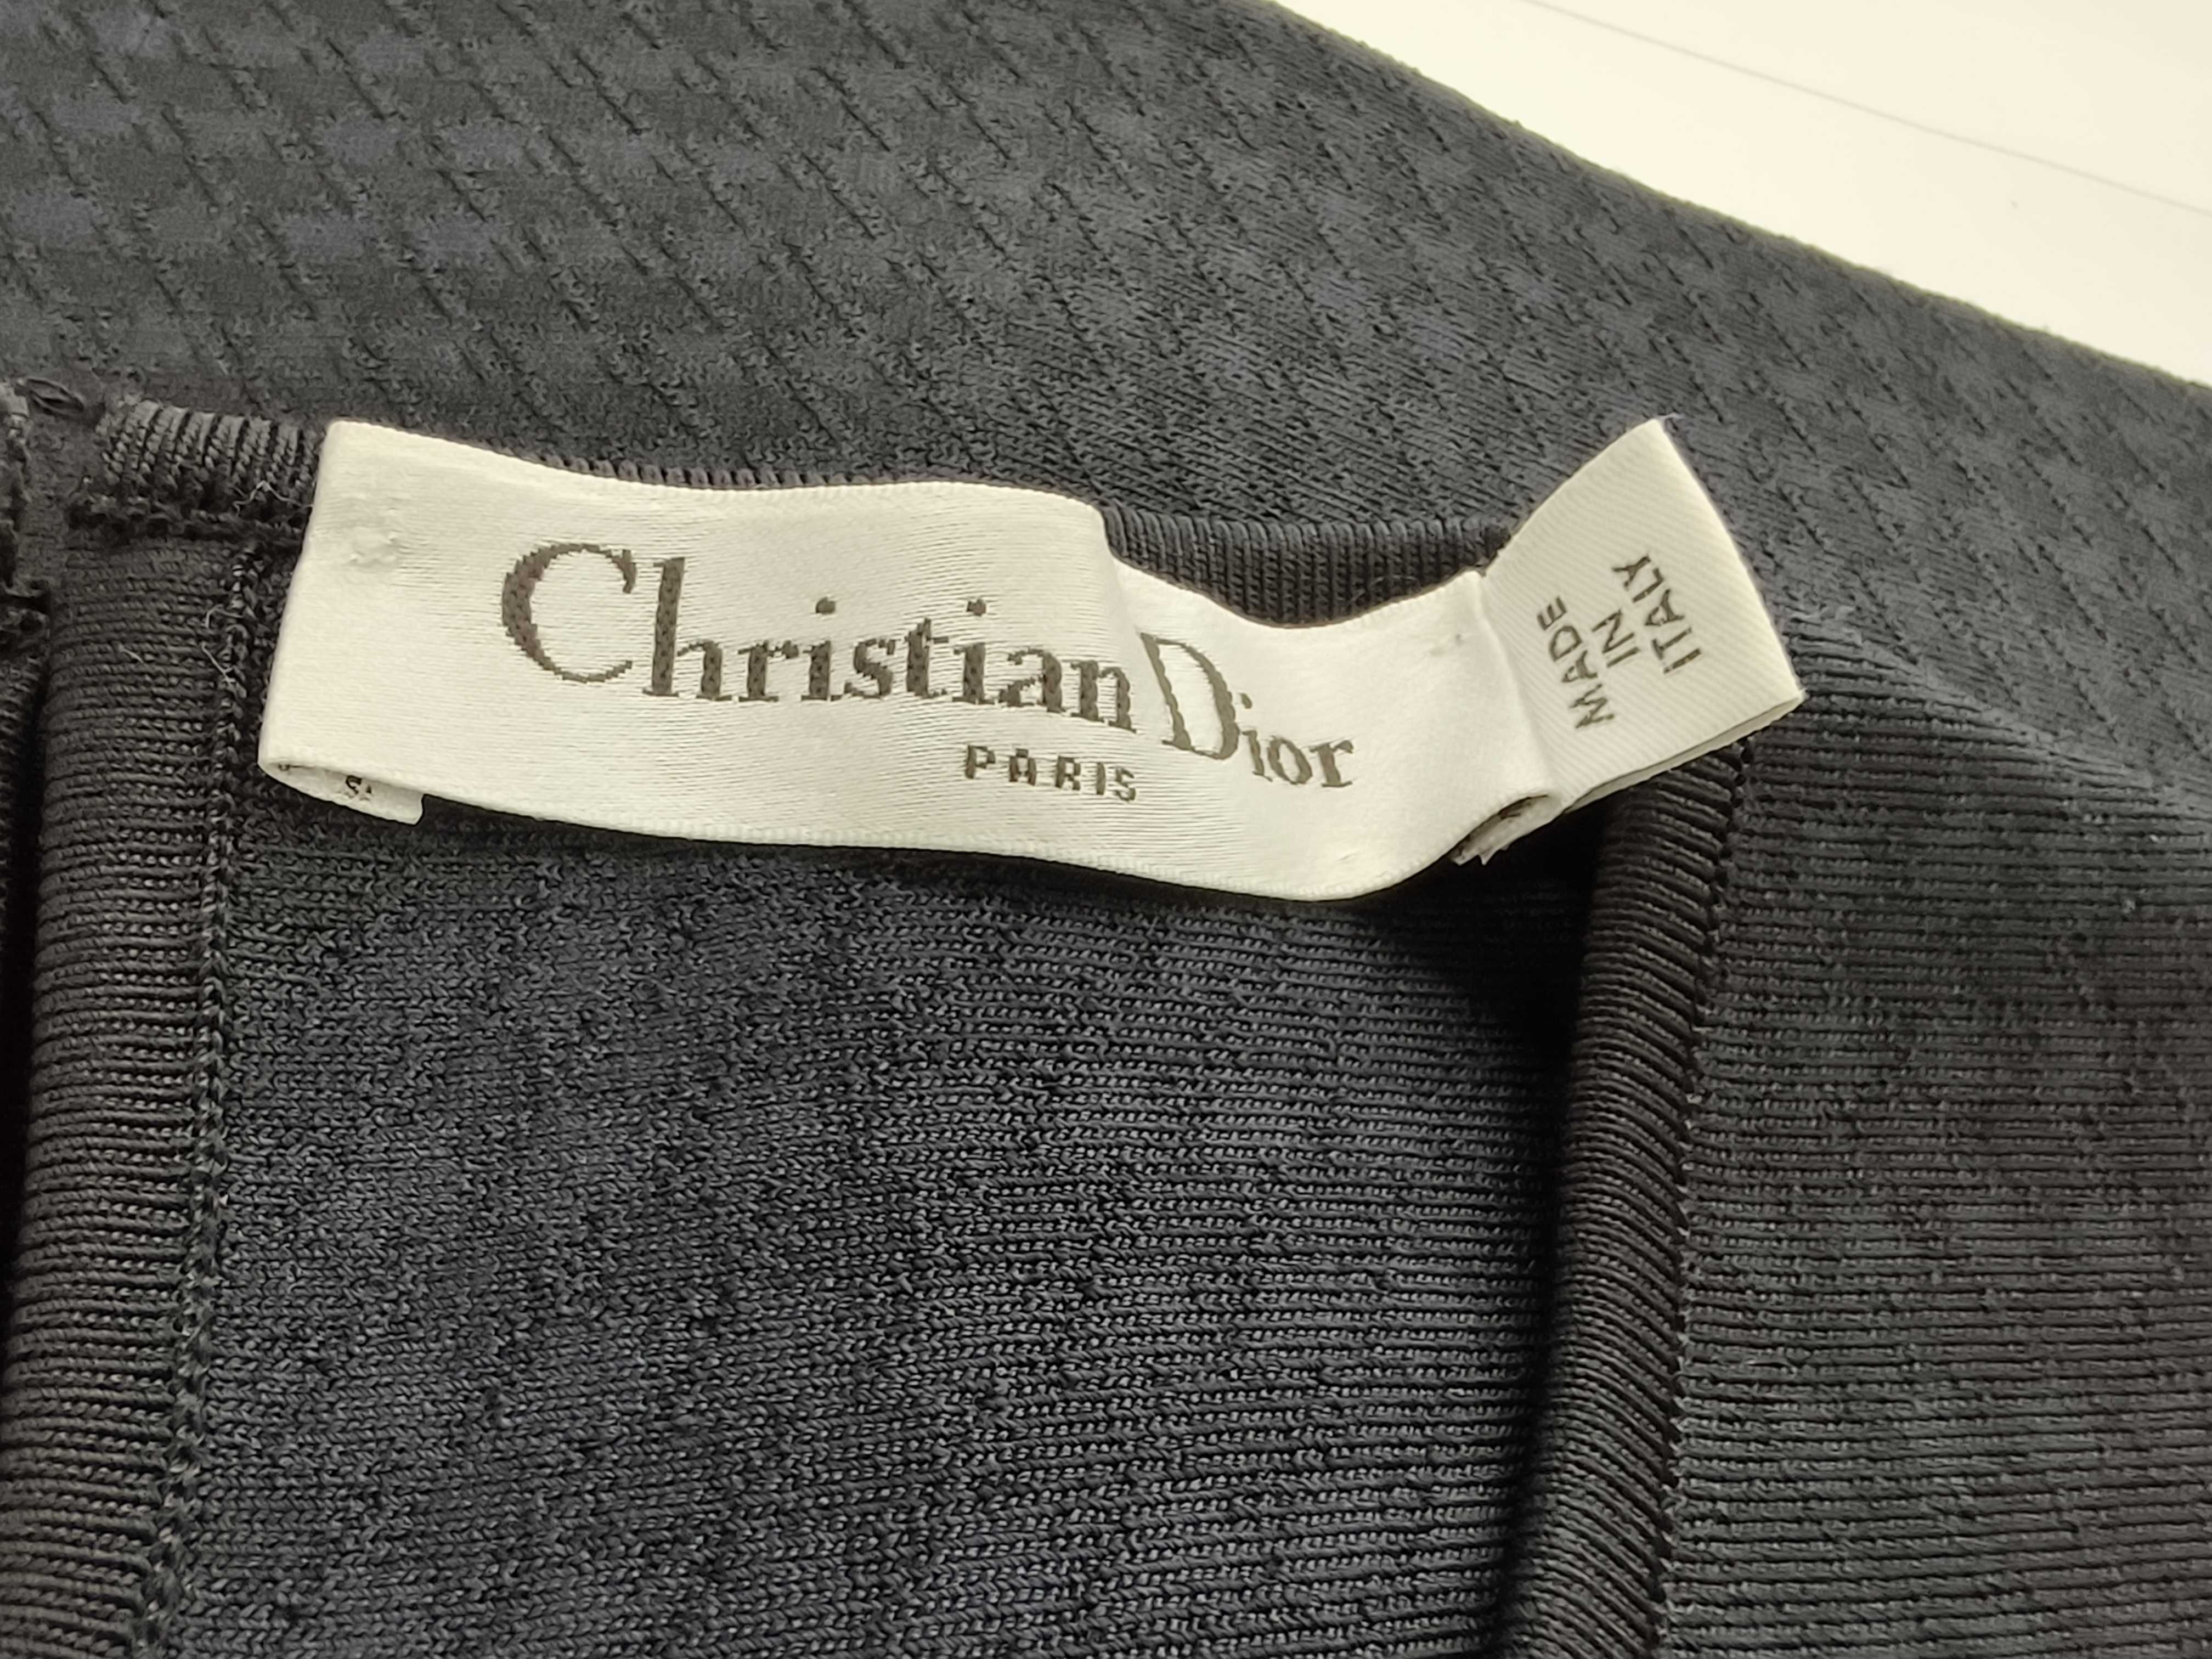 Christian Dior
PARIS
MADE
IN
ITALY